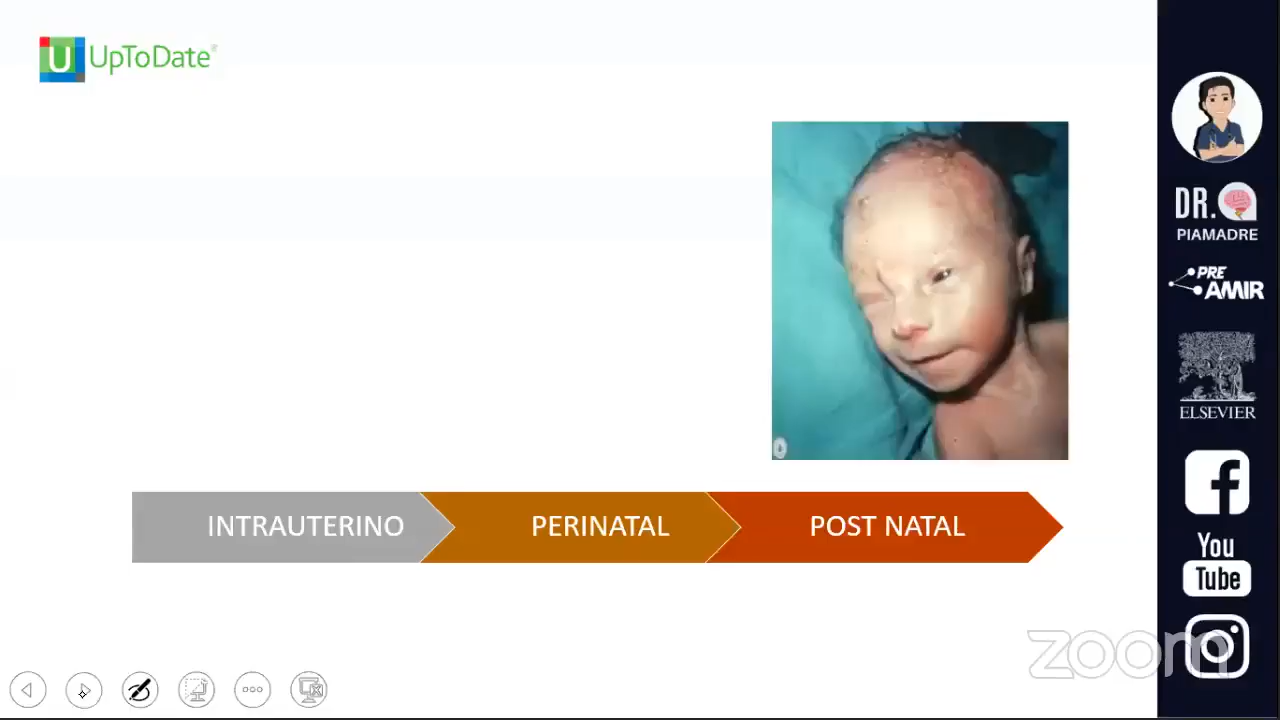 U UpToDate®
DR.
PIAMADRE
PRE
AMIR
ELSEVIER
INTRAUTERINO
PERINATAL
POST NATAL
You
Tube
zoom